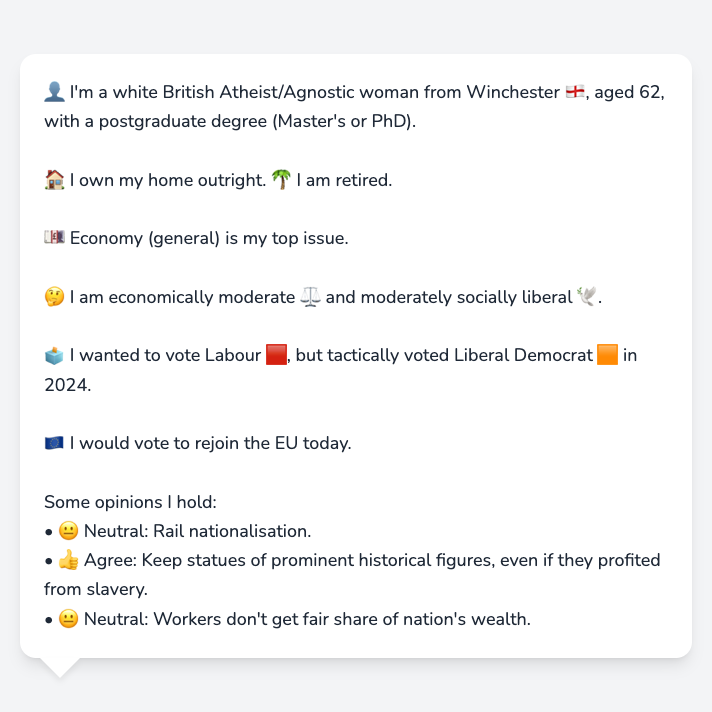 👤 I'm a white British Atheist/Agnostic woman from Winchester 🏴󠁧󠁢󠁥󠁮󠁧󠁿, aged 62,
with a postgraduate degree (Master's or PhD).
🏠 I own my home outright. 🌴 I am retired.
💷 Economy (general) is my top issue.
🤔 I am economically moderate ⚖️ and moderately socially liberal 🕊️.
🗳️ I wanted to vote Labour 🟥, but tactically voted Liberal Democrat 🟧 in
2024.
🇪🇺 I would vote to rejoin the EU today.
Some opinions I hold:
• 😐 Neutral: Rail nationalisation.
• 👍 Agree: Keep statues of prominent historical figures, even if they profited
from slavery.
• 😐 Neutral: Workers don't get fair share of nation's wealth.